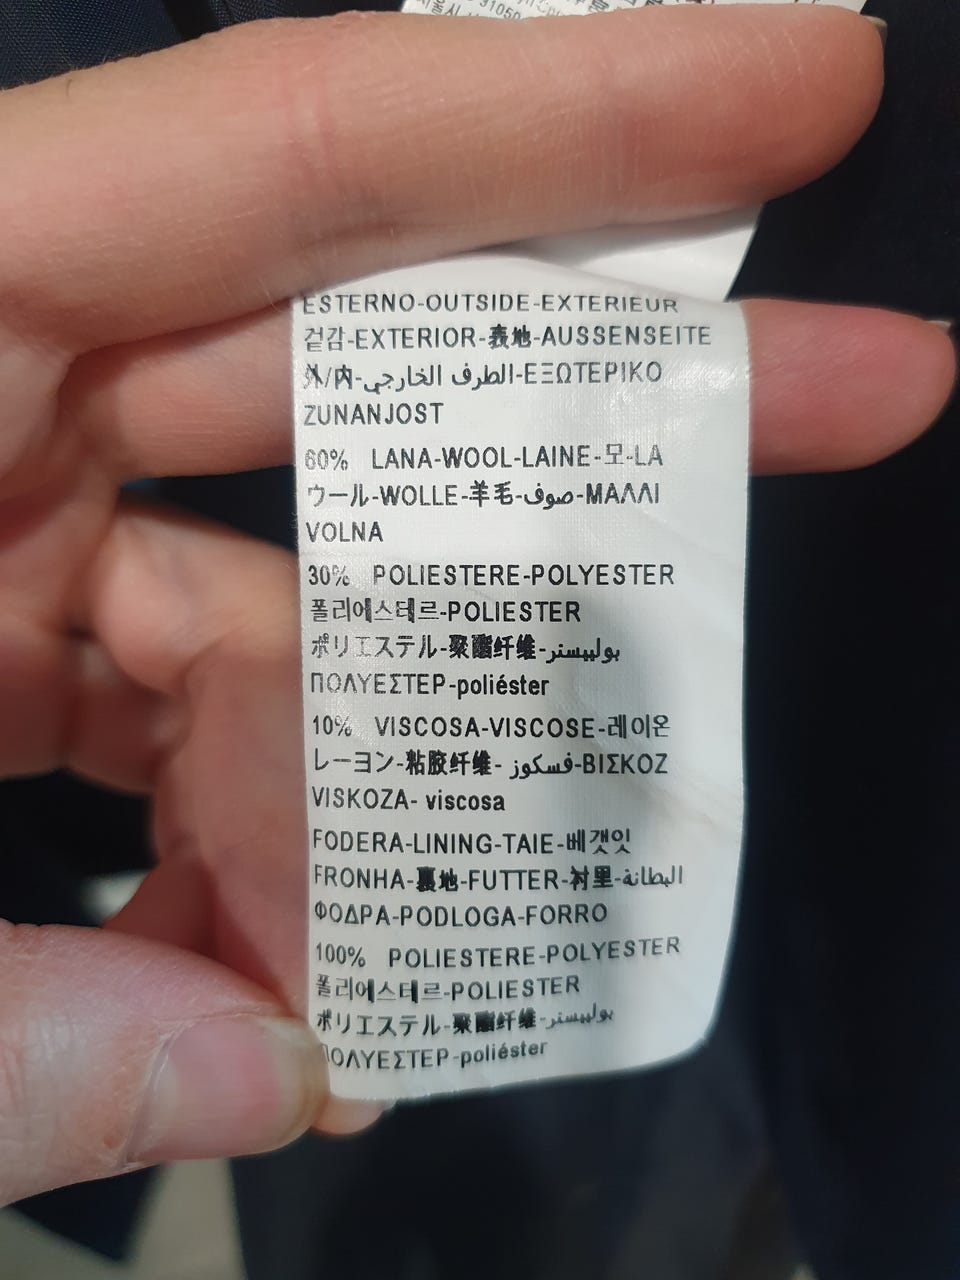 ESTERNO-OUTSIDE-EXTERIEUR
겉감-EXTERIOR-表地-AUSSENSEITE
外/内-الطرف الخارجي-ΕΞΩΤΕΡΙΚΟ
ZUNANJOST
60% LANA-WOOL-LAINE-모-LA
ウール-WOLLE-羊毛-صوف-ΜΑΛΛΙ
VOLNA
30% POLIESTERE-POLYESTER
폴리에스테르-POLIESTER
ポリエステル-聚酯纤维-بولييستر
ΠΟΛΥΕΣΤΕΡ-poliéster
10% VISCOSA-VISCOSE-레이온
レーヨン-粘胶纤维- فسكوز-ΒΙΣΚΟΖ
VISKOZA- viscosa
FODERA-LINING-TAIE-베갯잇
FRONHA-裏地-FUTTER-衬里-البطانة
ΦΟΔΡΑ-PODLOGA-FORRO
100% POLIESTERE-POLYESTER
폴리에스테르-POLIESTER
ポリエステル-聚酯纤维-بولييستر
ΠΟΛΥΕΣΤΕΡ-poliéster